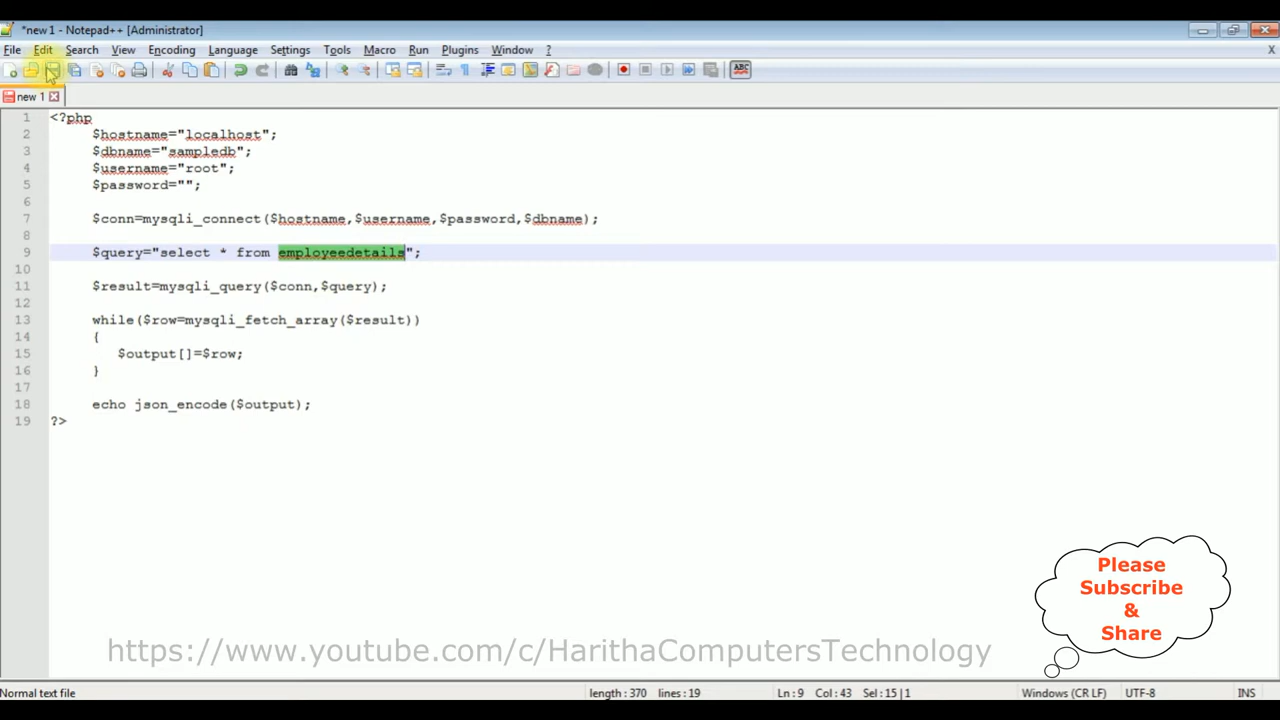 *new 1 - Notepad++ [Administrator]
File Edit Search View Encoding Language Settings Tools Macro Run Plugins Window ? X
ABC
new 1
1 <?php
2 $hostname="localhost";
3 $dbname="sampledb";
4 $username="root";
5 $password="";
6
7 $conn=mysqli_connect($hostname,$username,$password,$dbname);
8
9 $query="select * from employeedetails";
10
11 $result=mysqli_query($conn,$query);
12
13 while($row=mysqli_fetch_array($result))
14 {
15 $output[]=$row;
16 }
17
18 echo json_encode($output);
19 ?>
Please
Subscribe
&
Share
https://www.youtube.com/c/HarithaComputersTechnology
Normal text file length : 370 lines : 19 Ln : 9 Col : 43 Sel : 15 | 1 Windows (CR LF) UTF-8 INS